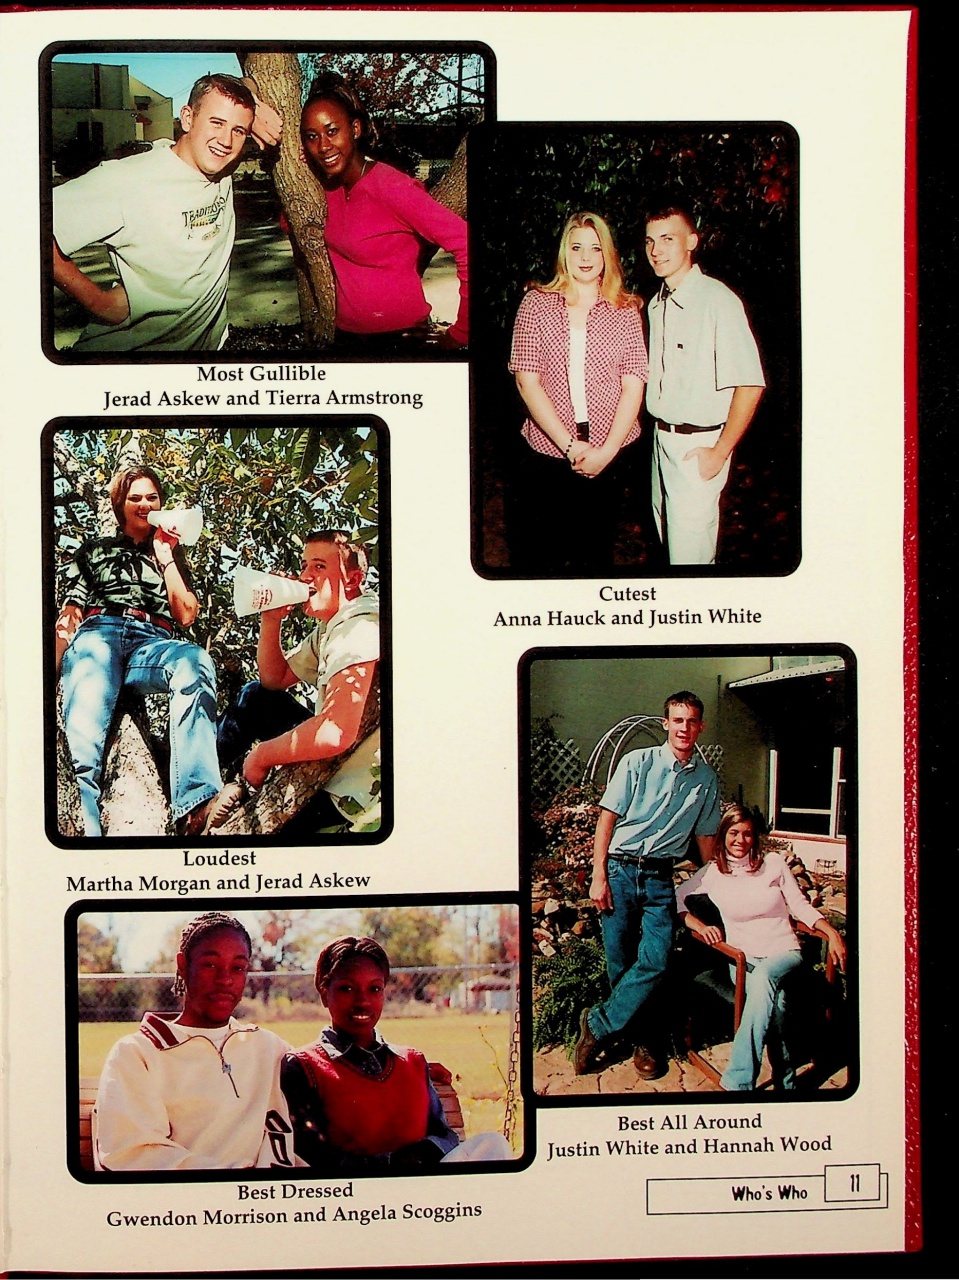 TRADITIONS
Most Gullible
Jerad Askew and Tierra Armstrong
Cutest
Anna Hauck and Justin White
Loudest
Martha Morgan and Jerad Askew
Best All Around
Justin White and Hannah Wood
Best Dressed
Gwendon Morrison and Angela Scoggins
Who's Who
11